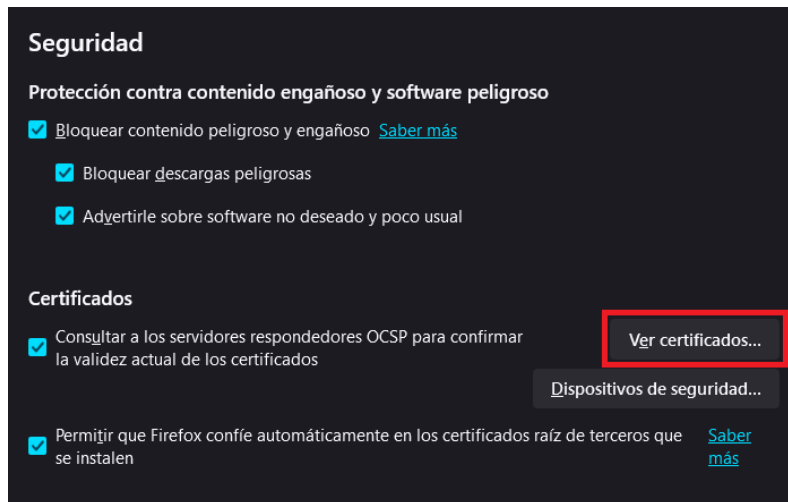 Seguridad
Protección contra contenido engañoso y software peligroso
Bloquear contenido peligroso y engañoso Saber más
Bloquear descargas peligrosas
Advertirle sobre software no deseado y poco usual
Certificados
Consultar a los servidores respondedores OCSP para confirmar
la validez actual de los certificados
Ver certificados...
Dispositivos de seguridad...
Permitir que Firefox confíe automáticamente en los certificados raíz de terceros que
se instalen
Saber
más